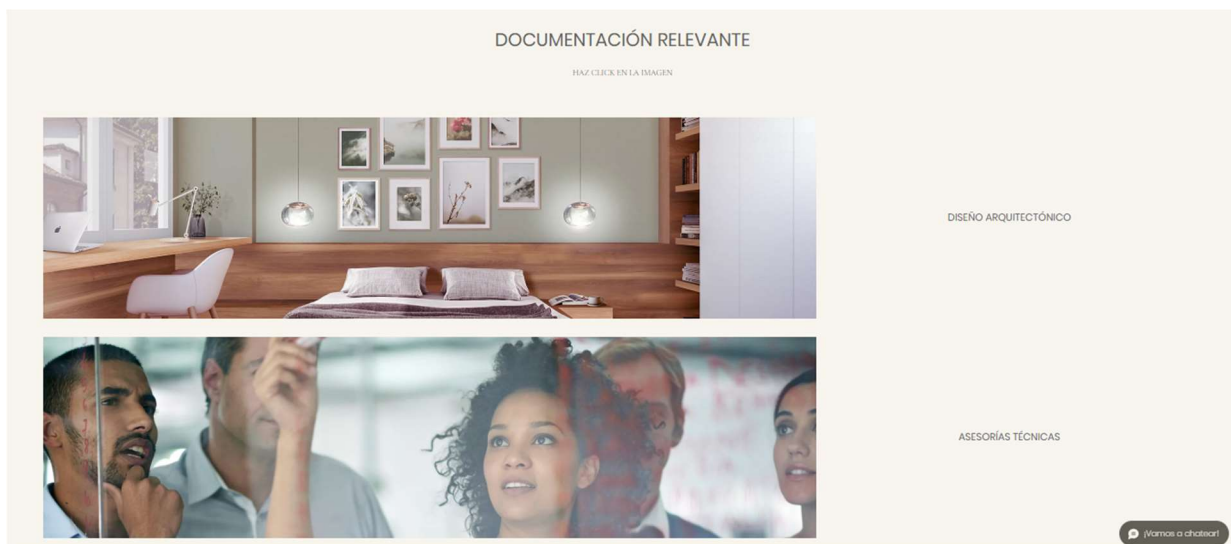 DOCUMENTACIÓN RELEVANTE
HAZ CLICK EN LA IMAGEN
DISEÑO ARQUITECTÓNICO
ASESORÍAS TÉCNICAS
¡Vamos a chatear!